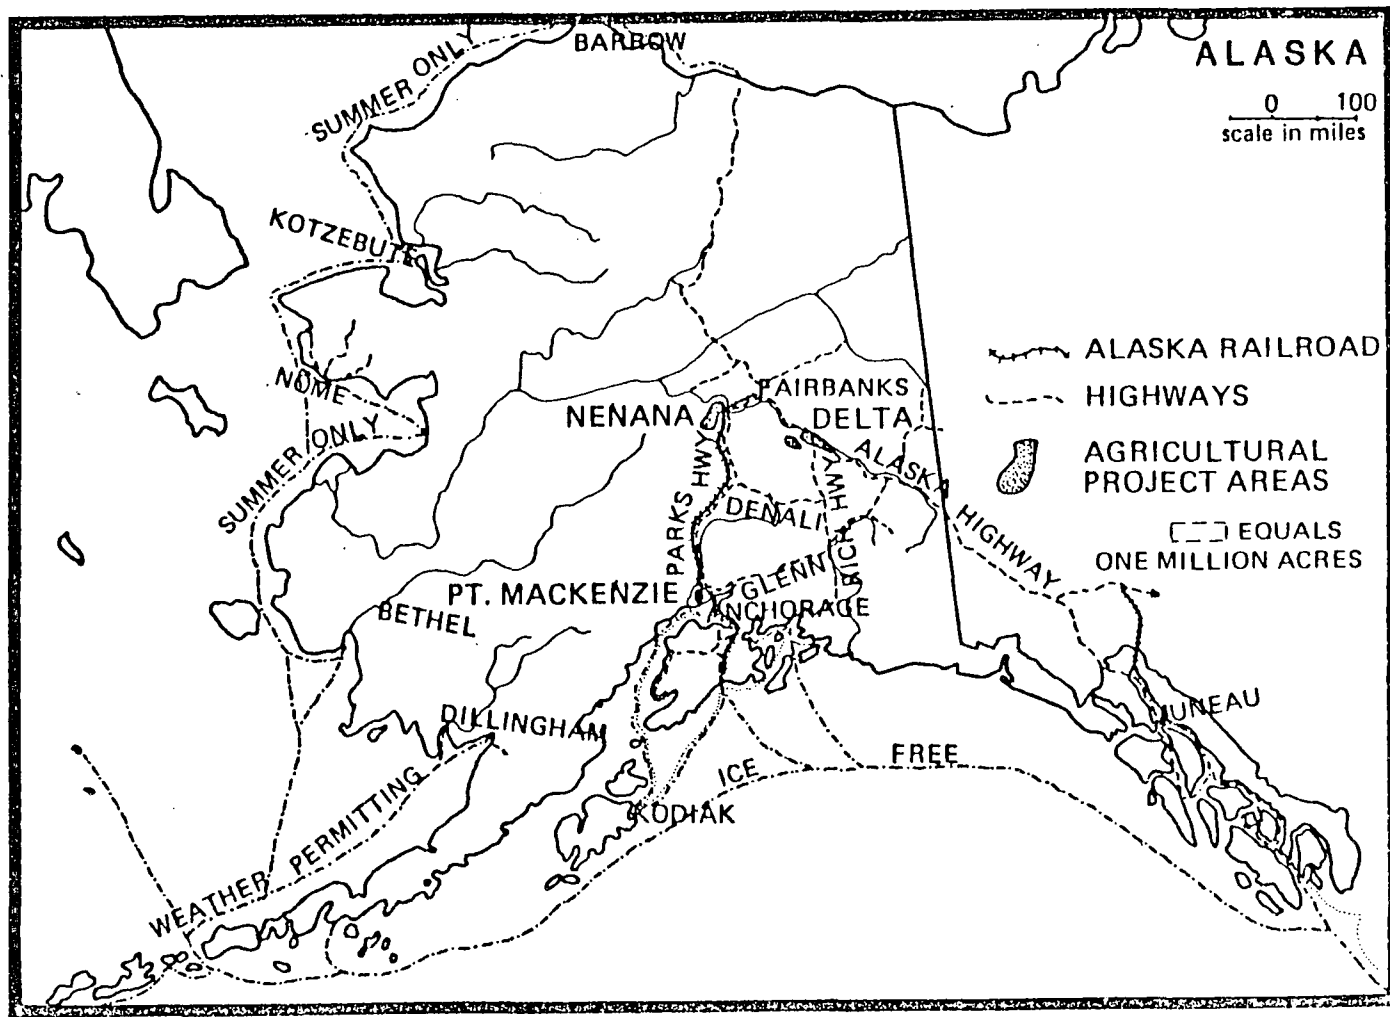 BARROW
ALASKA
0 100
scale in miles
SUMMER ONLY
KOTZEBUE
ALASKA RAILROAD
NOME
FAIRBANKS
HIGHWAYS
NENANA
DELTA
SUMMER ONLY
ALASKA HIGHWAY
AGRICULTURAL
PROJECT AREAS
PARKS HWY
RICH HWY
DENALI
EQUALS
ONE MILLION ACRES
PT. MACKENZIE
GLENN
ANCHORAGE
BETHEL
JUNEAU
DILLINGHAM
ICE FREE
KODIAK
WEATHER PERMITTING